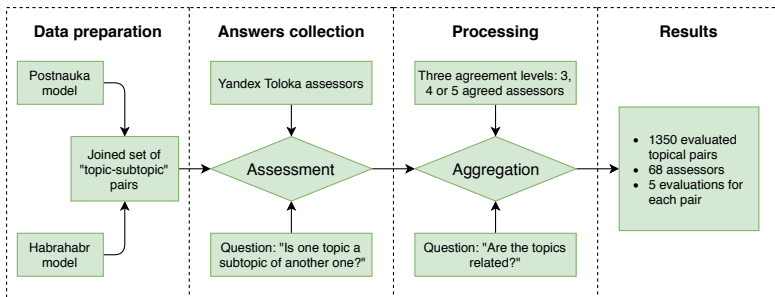 Data preparation
Answers collection
Processing
Results
Postnauka
model
Joined set of
"topic-subtopic"
pairs
Habrahabr
model
Yandex Toloka assessors
Assessment
Question: "Is one topic a
subtopic of another one?"
Three agreement levels: 3,
4 or 5 agreed assessors
Aggregation
Question: "Are the topics
related?"
• 1350 evaluated
topical pairs
• 68 assessors
• 5 evaluations for
each pair